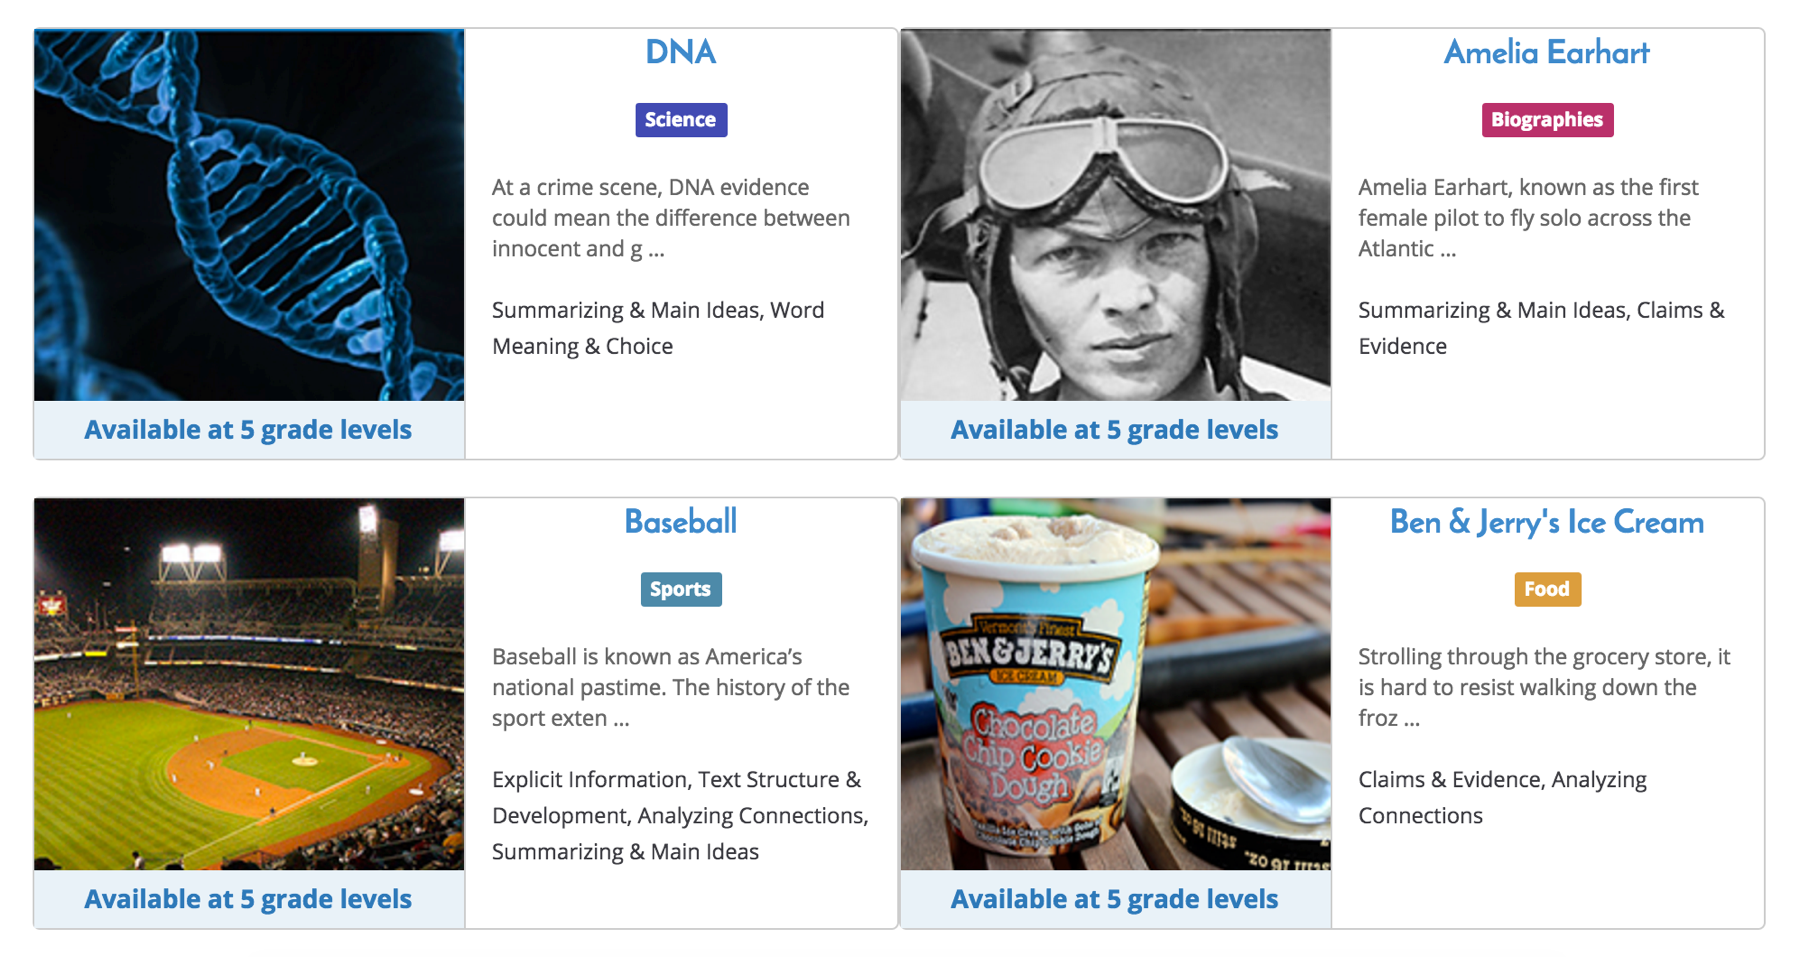 DNA
Science
At a crime scene, DNA evidence
could mean the difference between
innocent and g ...
Summarizing & Main Ideas, Word
Meaning & Choice
Available at 5 grade levels
Amelia Earhart
Biographies
Amelia Earhart, known as the first
female pilot to fly solo across the
Atlantic ...
Summarizing & Main Ideas, Claims &
Evidence
Available at 5 grade levels
Baseball
Sports
Baseball is known as America’s
national pastime. The history of the
sport exten ...
Explicit Information, Text Structure &
Development, Analyzing Connections,
Summarizing & Main Ideas
Available at 5 grade levels
Ben & Jerry's Ice Cream
Food
Strolling through the grocery store, it
is hard to resist walking down the
froz ...
Claims & Evidence, Analyzing
Connections
Vermont's Finest
BEN & JERRY'S
ICE CREAM
Chocolate
Chip Cookie
Dough
Available at 5 grade levels